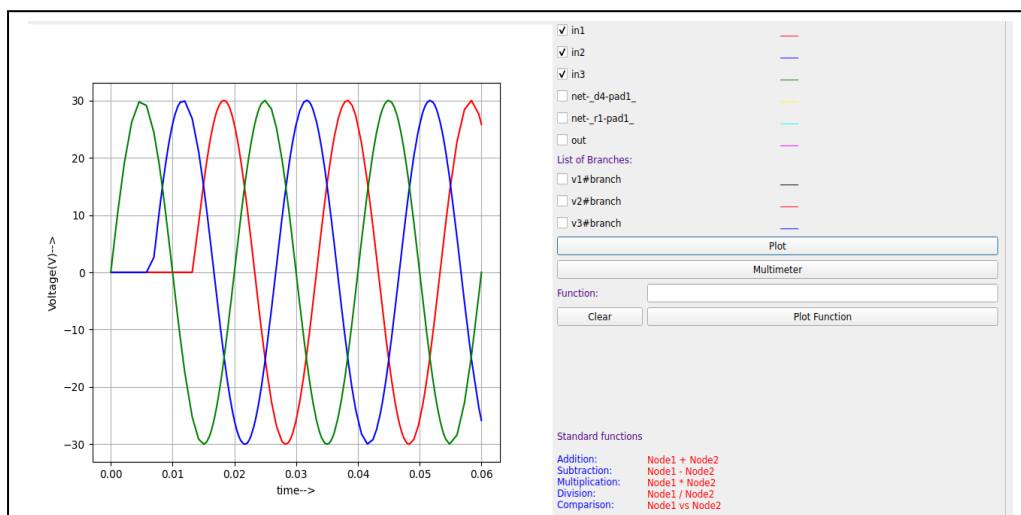 30
20
10
0
−10
−20
−30
Voltage(V)-->
0.00 0.01 0.02 0.03 0.04 0.05 0.06
time-->
in1
in2
in3
net-_d4-pad1_
net-_r1-pad1_
out
List of Branches:
v1#branch
v2#branch
v3#branch
Plot
Multimeter
Function:
Clear Plot Function
Standard functions
Addition: Node1 + Node2
Subtraction: Node1 - Node2
Multiplication: Node1 * Node2
Division: Node1 / Node2
Comparison: Node1 vs Node2